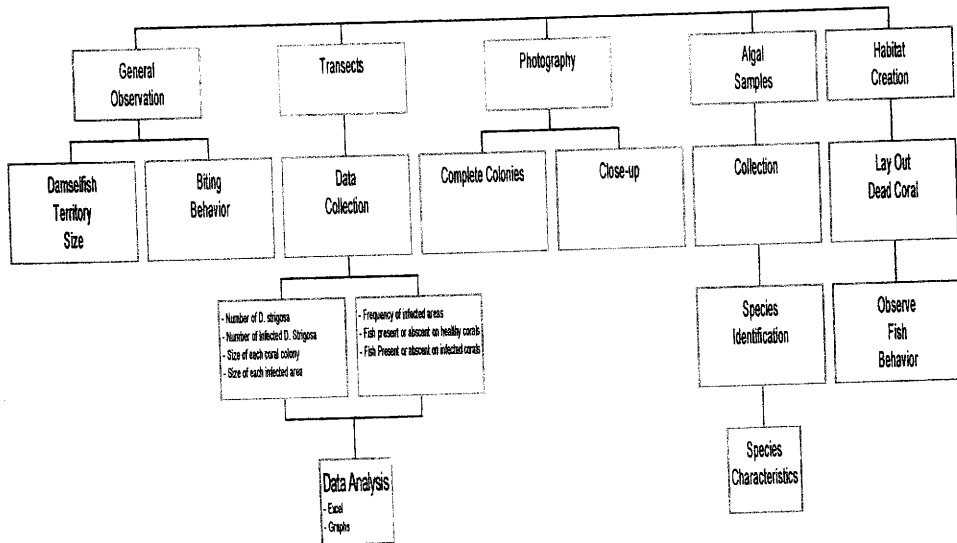 General
Observation
Transects
Photography
Algal
Samples
Habitat
Creation
Damselfish
Territory
Size
Biting
Behavior
Data
Collection
Complete Colonies
Close-up
Collection
Lay Out
Dead Coral
- Number of D. strigosa
- Number of Infected D. Strigosa
- Size of each coral colony
- Size of each infected area
- Frequency of infected areas
- Fish present or abscent on healthy corals
- Fish Present or abscent on infected corals
Species
Identification
Observe
Fish
Behavior
Data Analysis
- Excel
- Graphs
Species
Characteristics